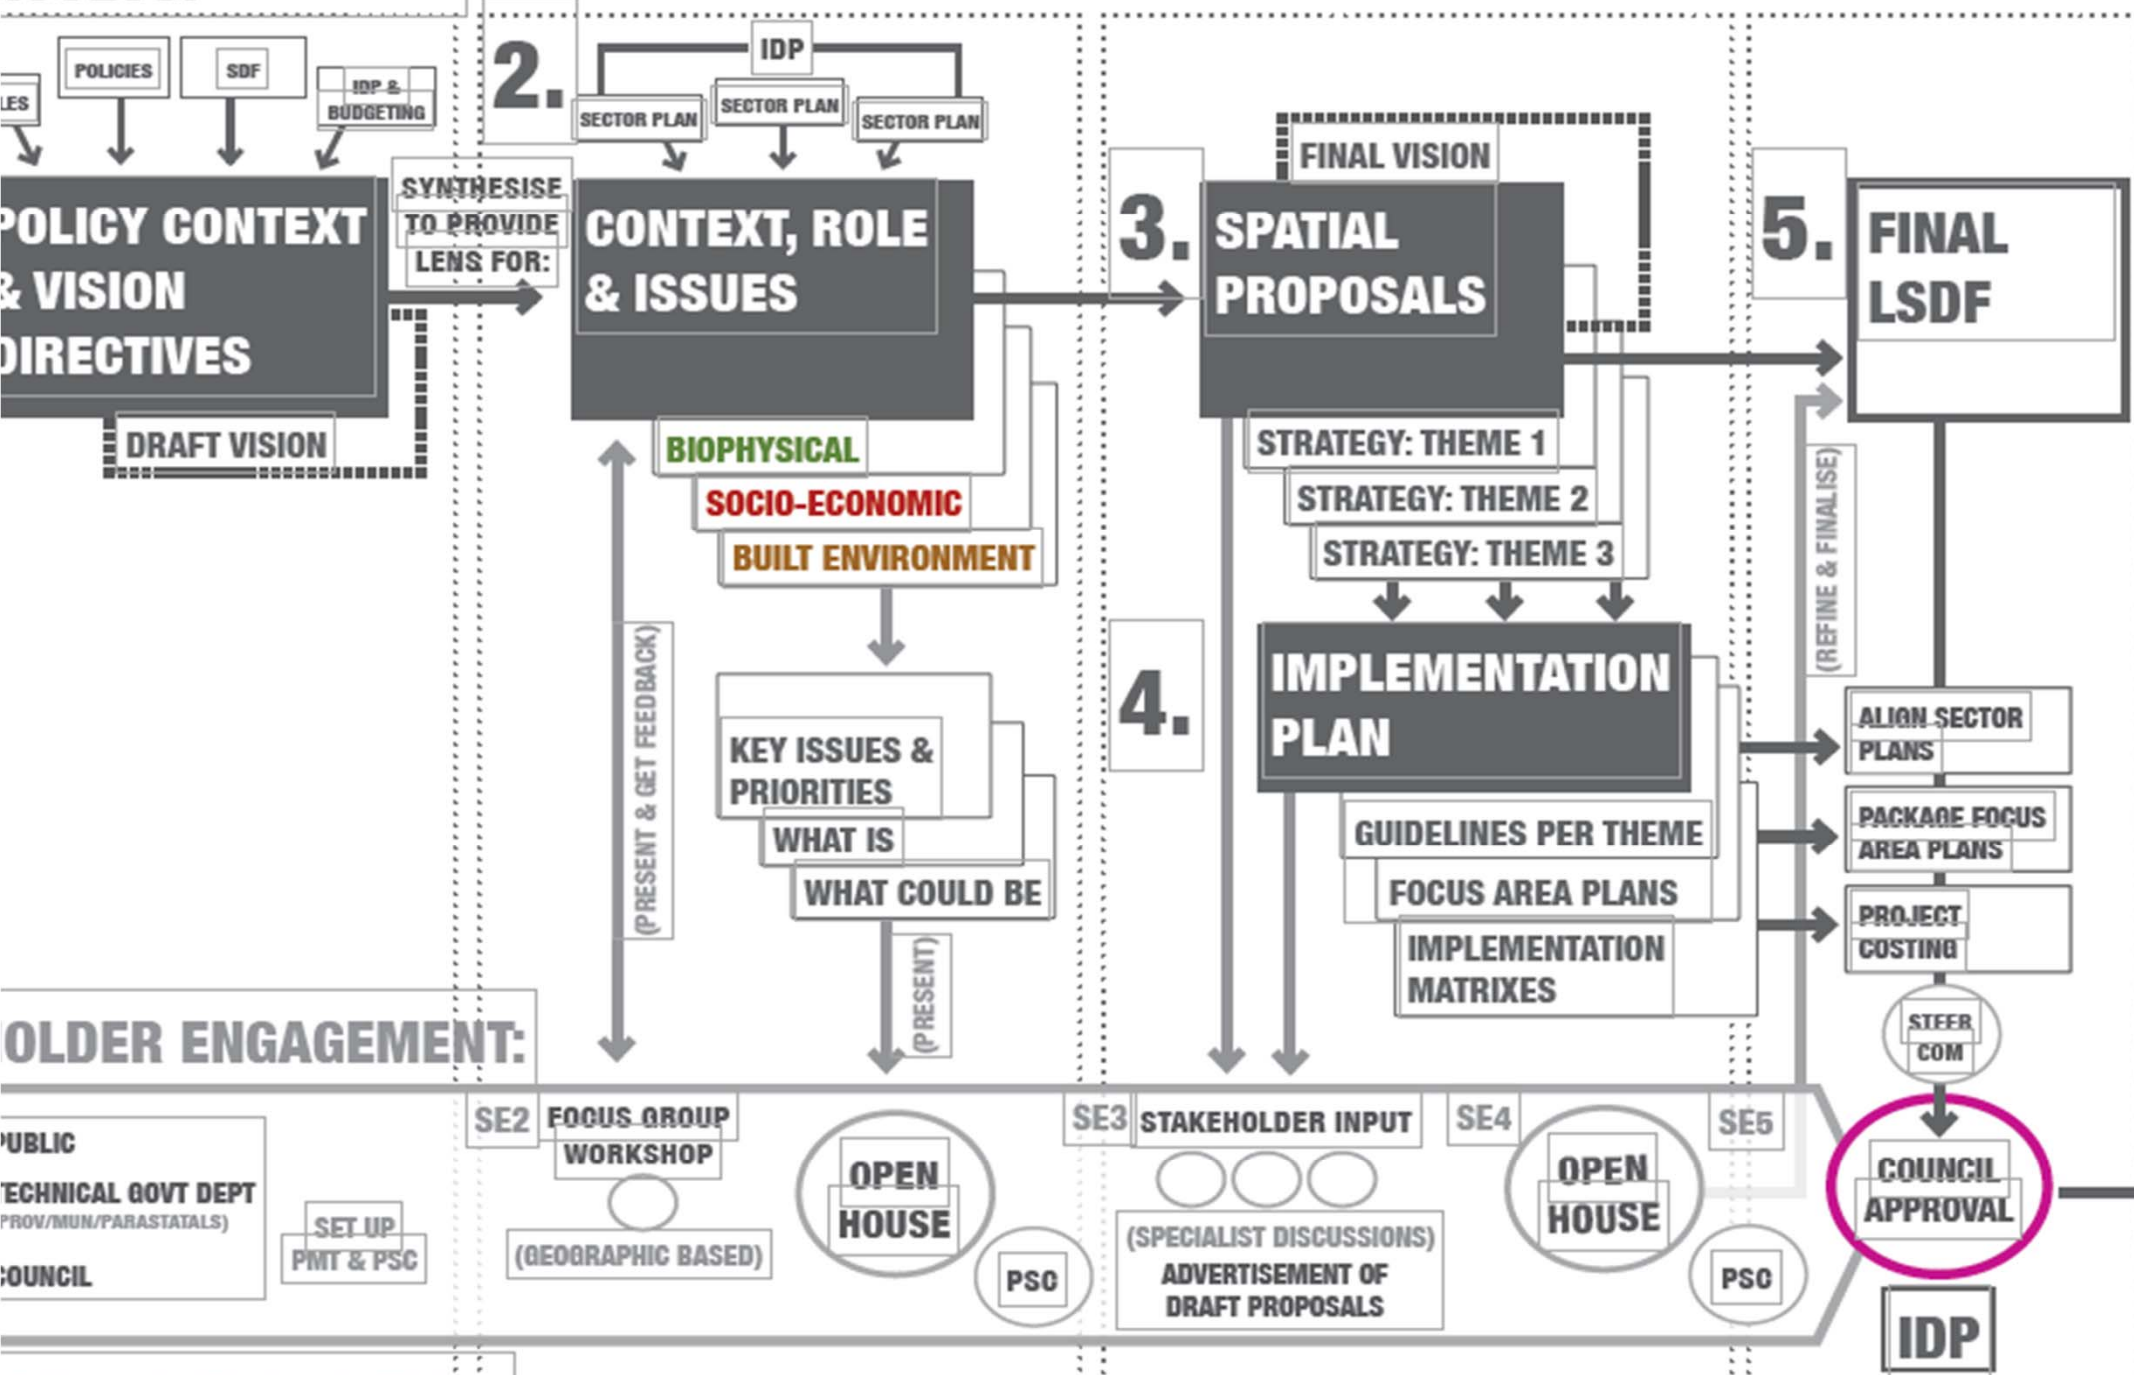 POLICIES
SDF
IDP &
BUDGETING
LES
POLICY CONTEXT
& VISION
DIRECTIVES
DRAFT VISION
SYNTHESISE
TO PROVIDE
LENS FOR:
2.
IDP
SECTOR PLAN
SECTOR PLAN
SECTOR PLAN
CONTEXT, ROLE
& ISSUES
BIOPHYSICAL
SOCIO-ECONOMIC
BUILT ENVIRONMENT
(PRESENT & GET FEEDBACK)
KEY ISSUES &
PRIORITIES
WHAT IS
WHAT COULD BE
(PRESENT)
3.
FINAL VISION
SPATIAL
PROPOSALS
STRATEGY: THEME 1
STRATEGY: THEME 2
STRATEGY: THEME 3
4.
IMPLEMENTATION
PLAN
GUIDELINES PER THEME
FOCUS AREA PLANS
IMPLEMENTATION
MATRIXES
5.
FINAL
LSDF
(REFINE & FINALISE)
ALIGN SECTOR
PLANS
PACKAGE FOCUS
AREA PLANS
PROJECT
COSTING
STEER
COM
COUNCIL
APPROVAL
IDP
OLDER ENGAGEMENT:
PUBLIC
TECHNICAL GOVT DEPT
PROV/MUN/PARASTATALS)
COUNCIL
SET UP
PMT & PSC
SE2
FOCUS GROUP
WORKSHOP
(GEOGRAPHIC BASED)
OPEN
HOUSE
PSC
SE3
STAKEHOLDER INPUT
(SPECIALIST DISCUSSIONS)
ADVERTISEMENT OF
DRAFT PROPOSALS
SE4
OPEN
HOUSE
SE5
PSC